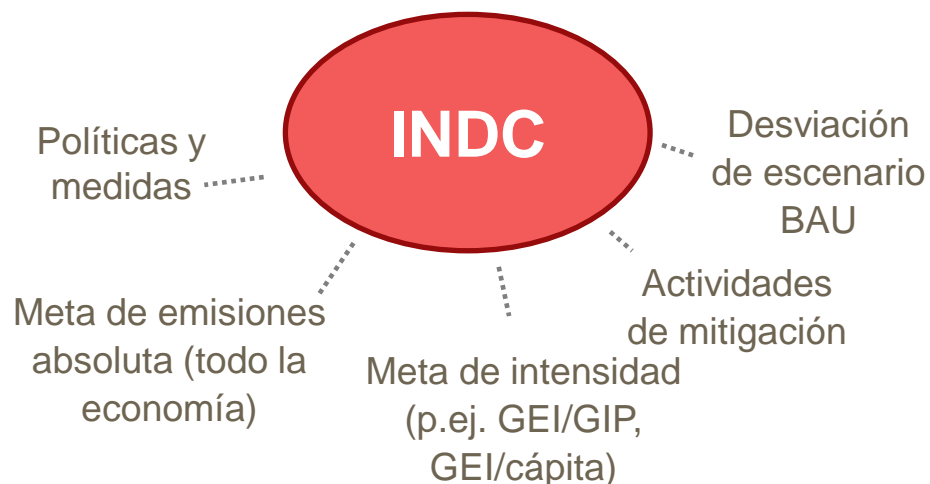 INDC
Políticas y
medidas
Meta de emisiones
absoluta (todo la
economía)
Meta de intensidad
(p.ej. GEI/GIP,
GEI/cápita)
Actividades
de mitigación
Desviación
de escenario
BAU